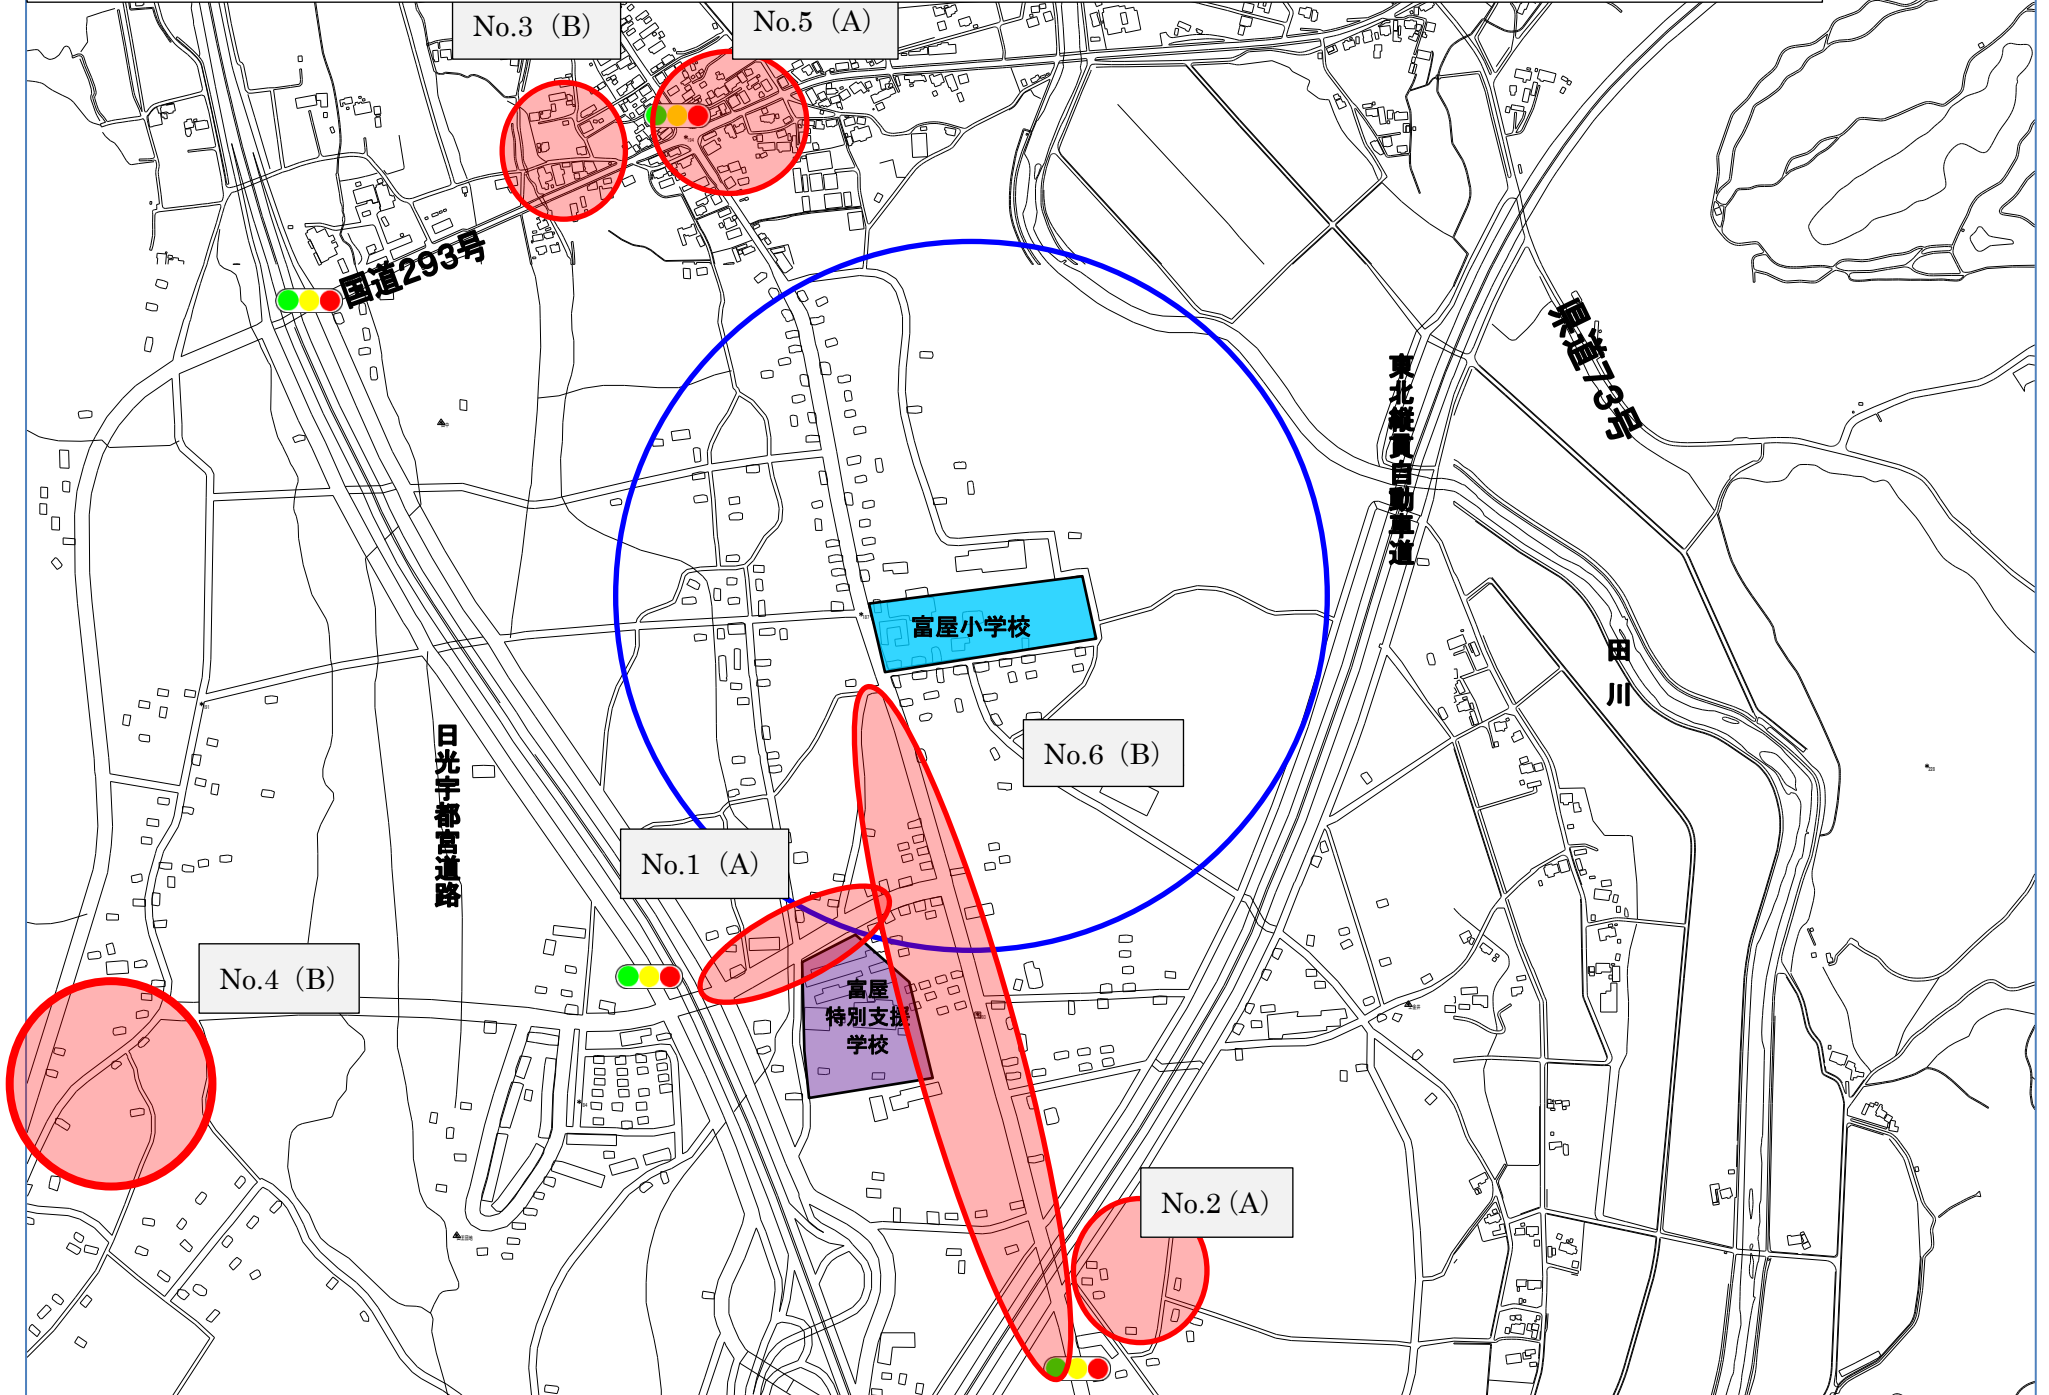 No.3（B）
No.5（A）
国道293号
県道73号
東北縦貫自動車道
富屋小学校
田川
No.6（B）
日光宇都宮道路
No.1（A）
No.4（B）
富屋
特別支援
学校
No.2（A）